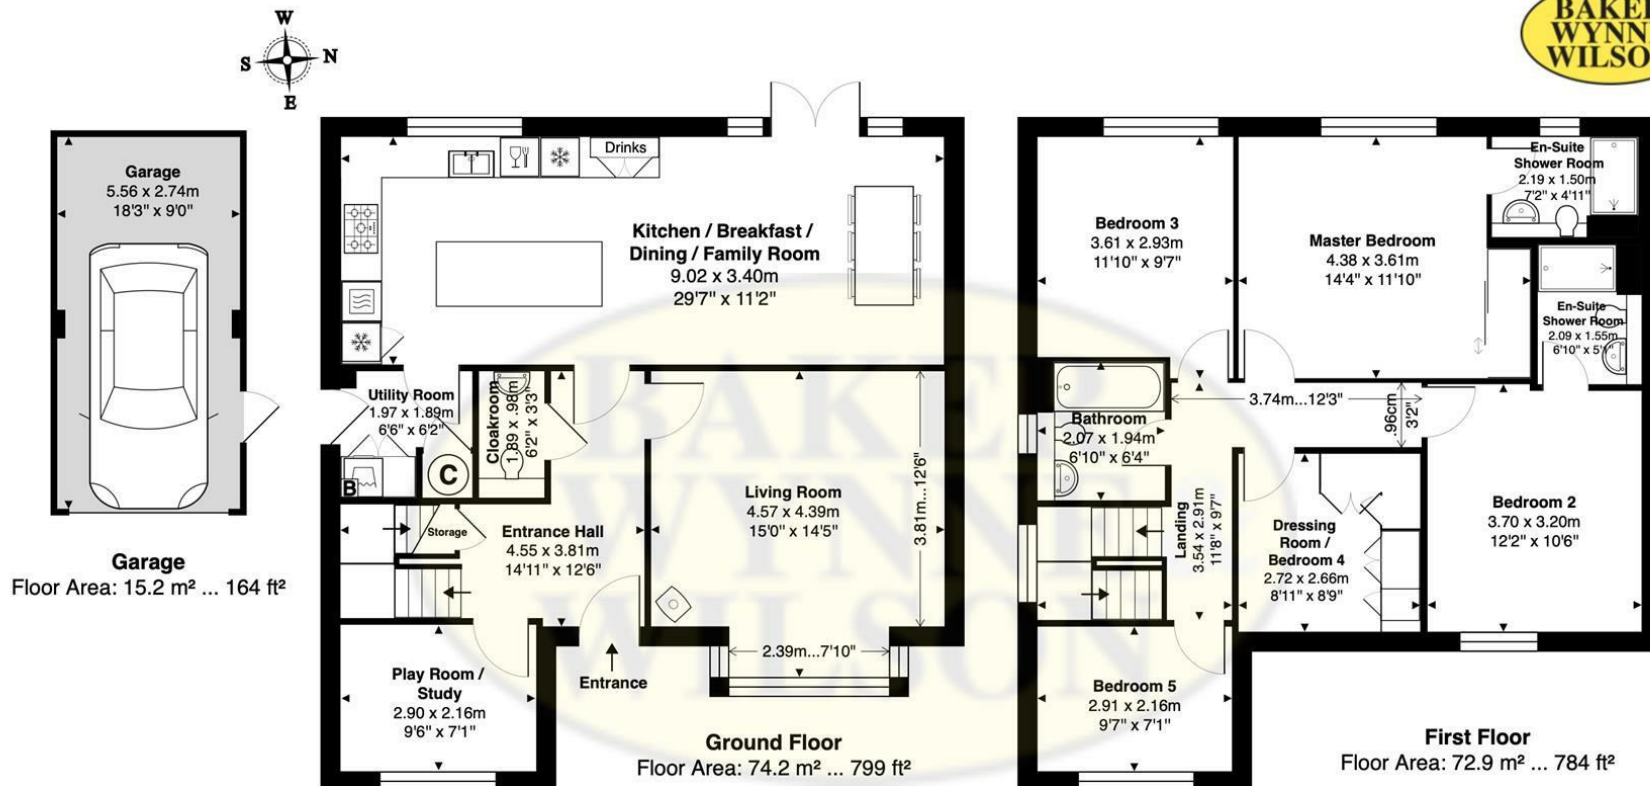 W
S
N
E
BAKER
WYNNE
WILSON
Garage
5.56 x 2.74m
18'3" x 9'0"
Garage
Floor Area: 15.2 m² ... 164 ft²
Drinks
Kitchen / Breakfast /
Dining / Family Room
9.02 x 3.40m
29'7" x 11'2"
Utility Room
1.97 x 1.89m
6'6" x 6'2"
B
C
Cloakroom
1.89 x .98m
6'2" x 3'3"
Storage
Entrance Hall
4.55 x 3.81m
14'11" x 12'6"
Living Room
4.57 x 4.39m
15'0" x 14'5"
3.81m...12'6"
2.39m...7'10"
Play Room /
Study
2.90 x 2.16m
9'6" x 7'1"
Entrance
Ground Floor
Floor Area: 74.2 m² ... 799 ft²
Bedroom 3
3.61 x 2.93m
11'10" x 9'7"
Master Bedroom
4.38 x 3.61m
14'4" x 11'10"
En-Suite
Shower Room
2.19 x 1.50m
7'2" x 4'11"
En-Suite
Shower Room
2.09 x 1.55m
6'10" x 5'1"
3.74m...12'3"
.96cm
3'2"
Bathroom
2.07 x 1.94m
6'10" x 6'4"
Landing
3.54 x 2.91m
11'8" x 9'7"
Dressing
Room /
Bedroom 4
2.72 x 2.66m
8'11" x 8'9"
Bedroom 2
3.70 x 3.20m
12'2" x 10'6"
Bedroom 5
2.91 x 2.16m
9'7" x 7'1"
First Floor
Floor Area: 72.9 m² ... 784 ft²
BAKER
WYNNE
WILSON